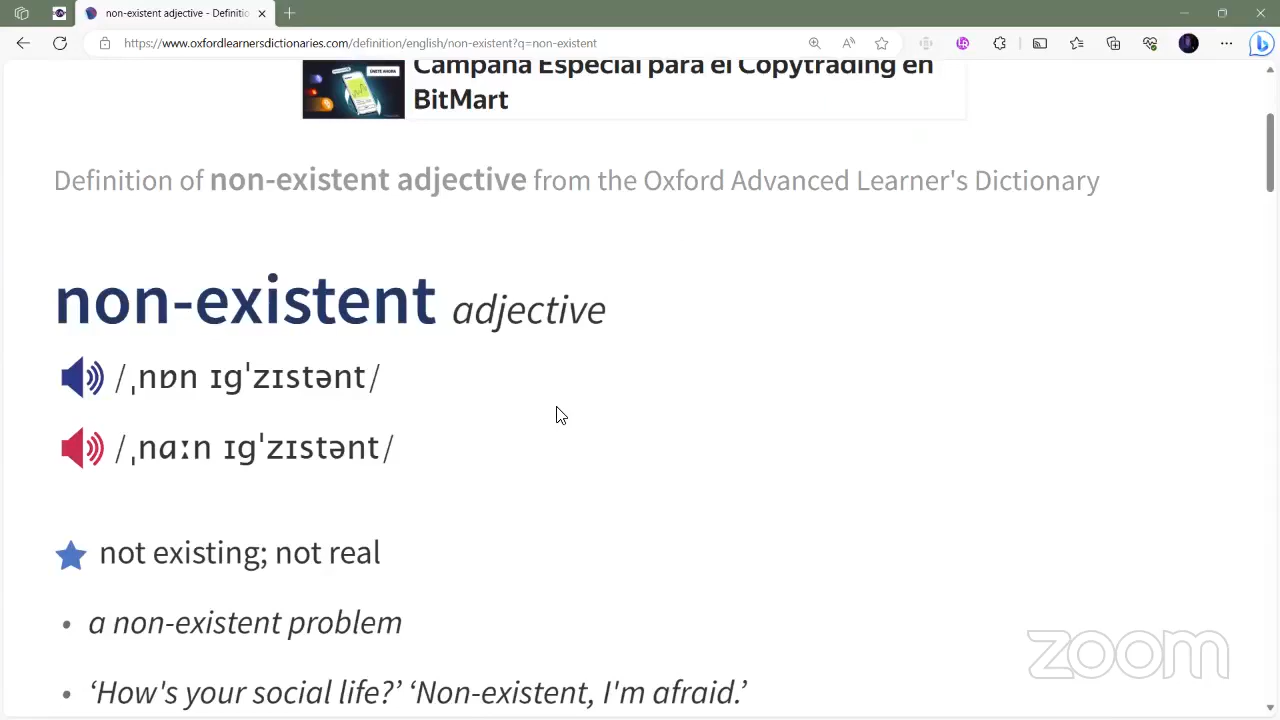 non-existent adjective - Definitio
https://www.oxfordlearnersdictionaries.com/definition/english/non-existent?q=non-existent
Campaña Especial para el Copytrading en
BitMart
Definition of non-existent adjective from the Oxford Advanced Learner's Dictionary
non-existent adjective
/ˌnɒn ɪɡˈzɪstənt/
/ˌnɑːn ɪɡˈzɪstənt/
not existing; not real
• a non-existent problem
• ‘How's your social life?’ ‘Non-existent, I'm afraid.’
zoom